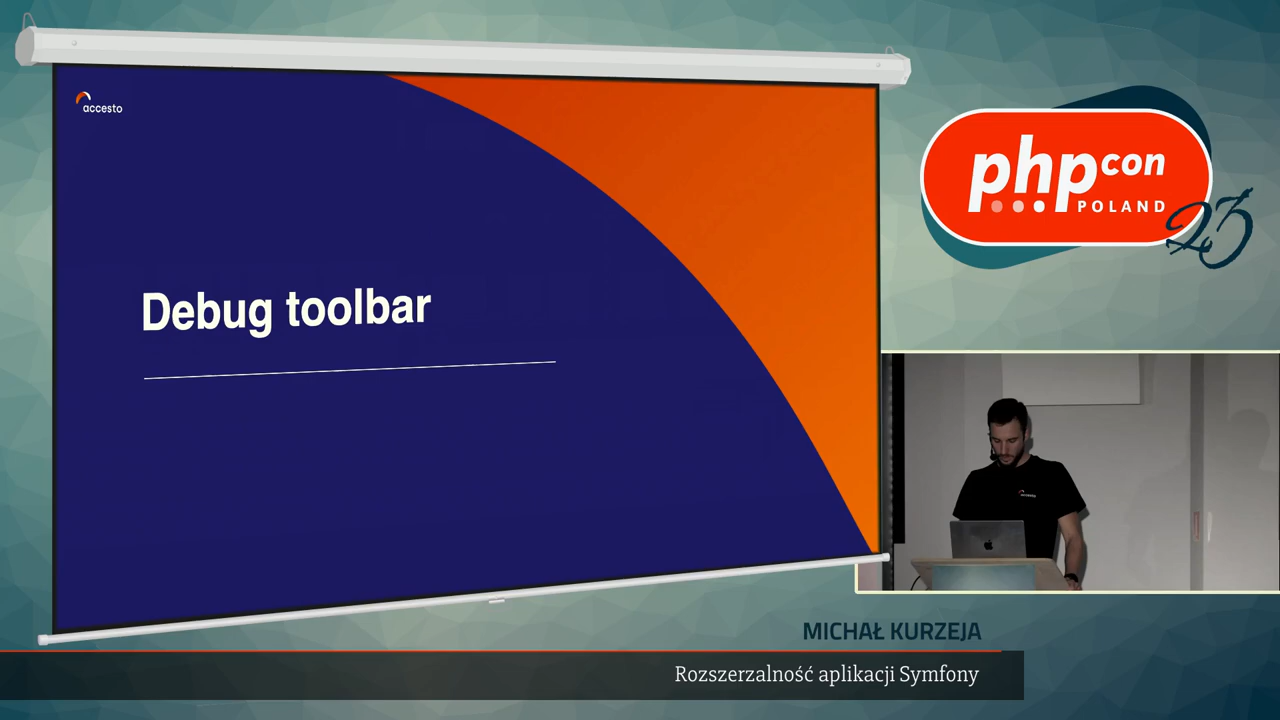 accesto
Debug toolbar
phpcon
POLAND
23
MICHAŁ KURZEJA
Rozszerzalność aplikacji Symfony